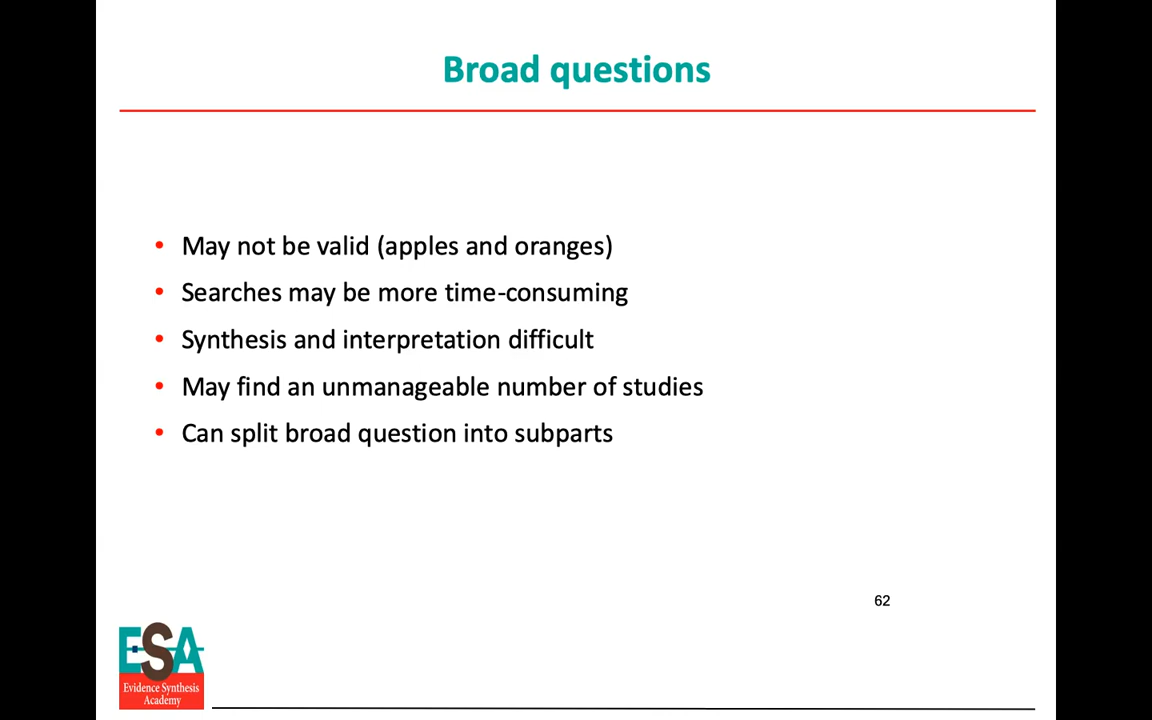 Broad questions
• May not be valid (apples and oranges)
• Searches may be more time-consuming
• Synthesis and interpretation difficult
• May find an unmanageable number of studies
• Can split broad question into subparts
62
ESA
Evidence Synthesis
Academy